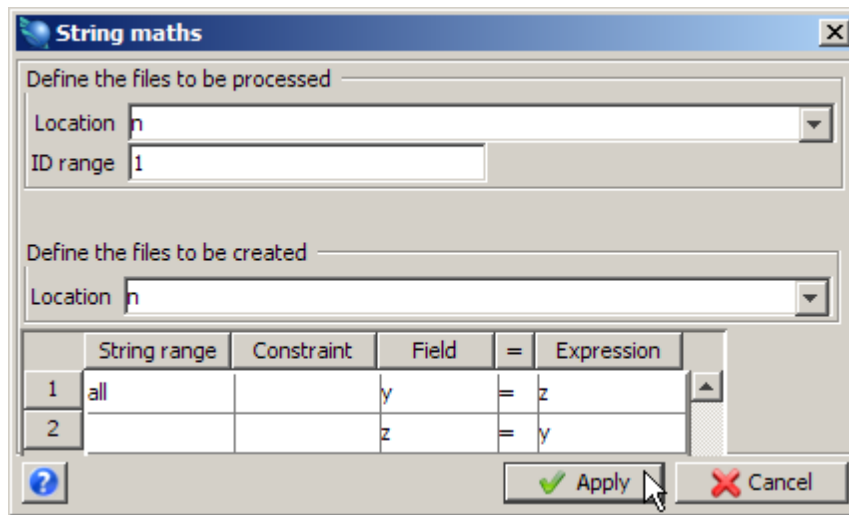 String maths
Define the files to be processed
Location n
ID range 1
Define the files to be created
Location n
String range Constraint Field = Expression
1 all y = z
2 z = y
? Apply Cancel